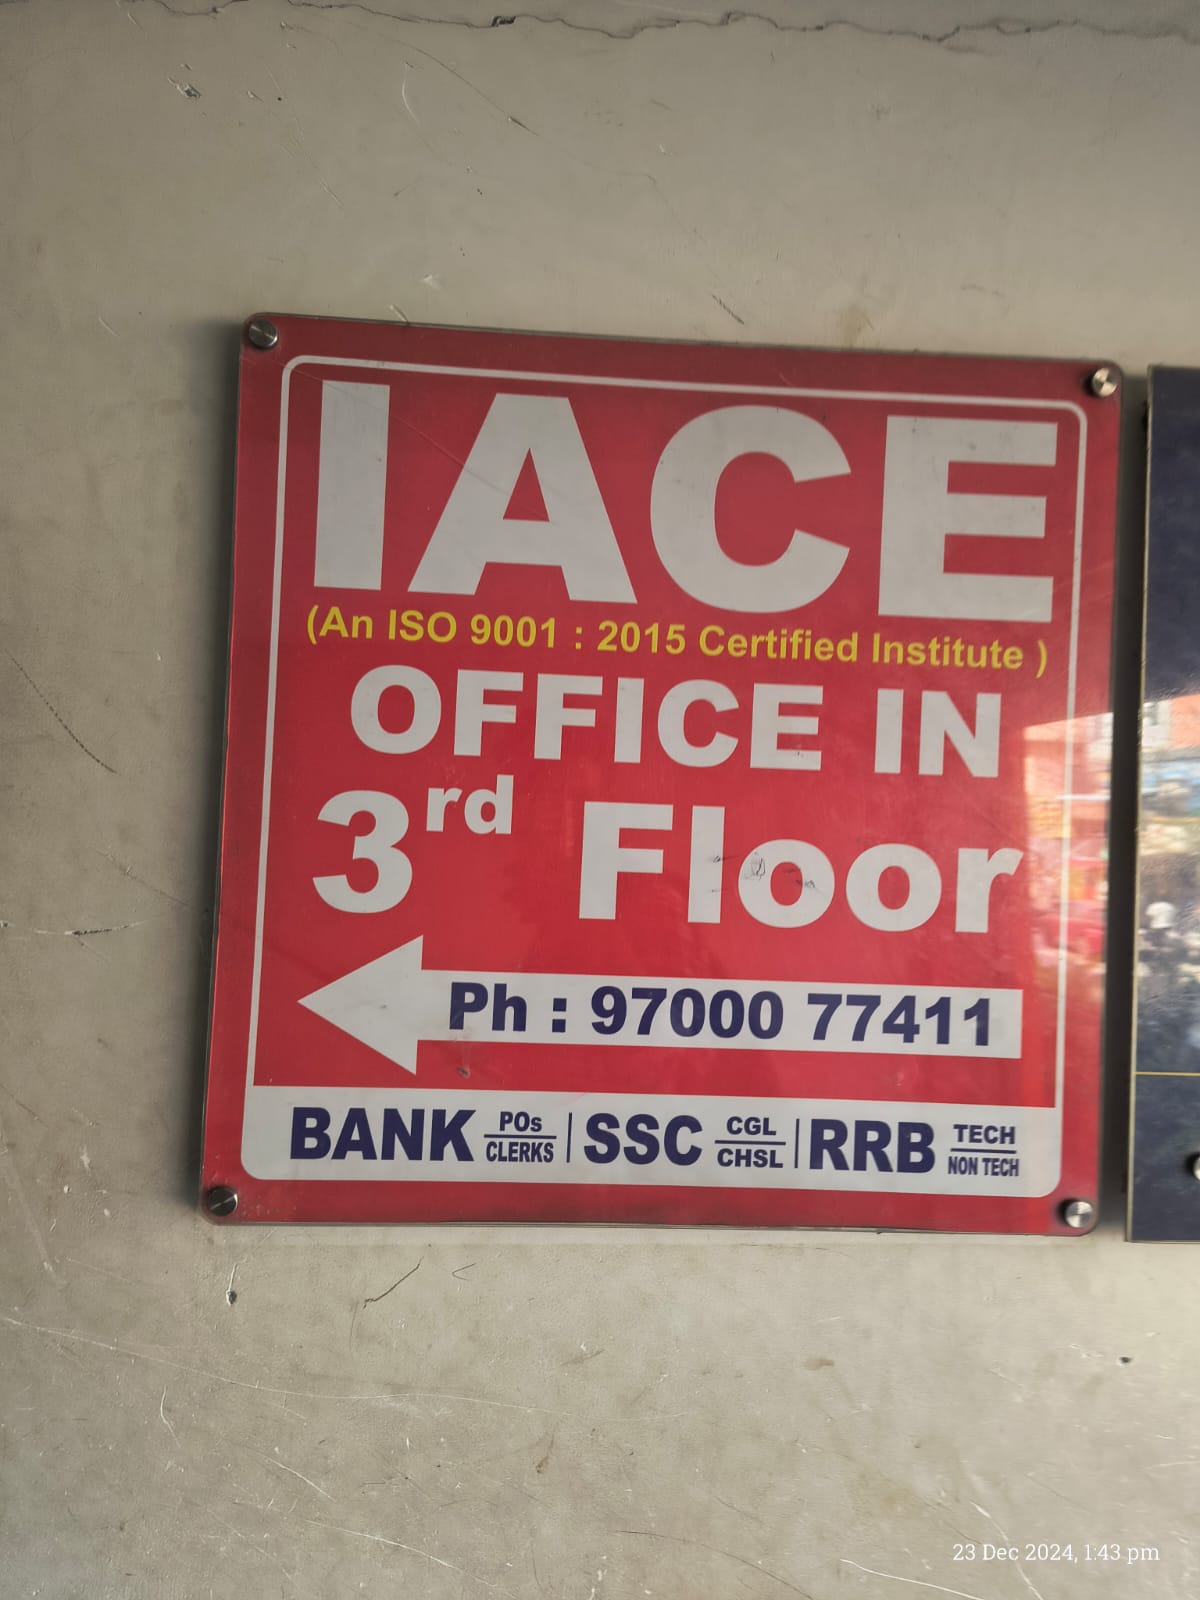 IACE
(An ISO 9001 : 2015 Certified Institute )
OFFICE IN
3rd Floor
Ph : 97000 77411
BANK POs CLERKS | SSC CGL CHSL | RRB TECH NON TECH
23 Dec 2024, 1:43 pm